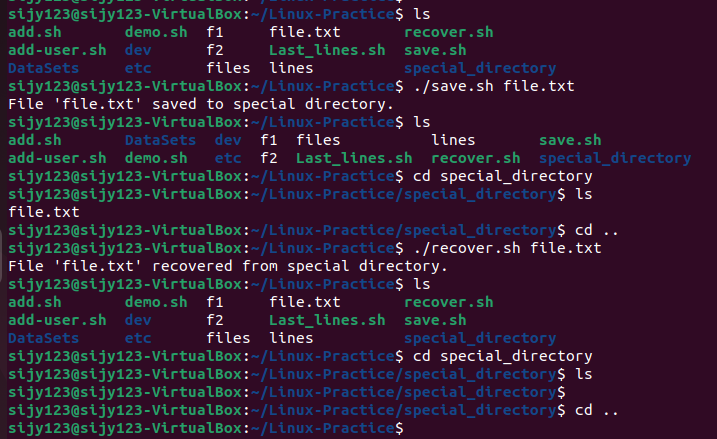 sijy123@sijy123-VirtualBox:~/Linux-Practice$ ls
add.sh demo.sh f1 file.txt recover.sh
add-user.sh dev f2 Last_lines.sh save.sh
DataSets etc files lines special_directory
sijy123@sijy123-VirtualBox:~/Linux-Practice$ ./save.sh file.txt
File 'file.txt' saved to special directory.
sijy123@sijy123-VirtualBox:~/Linux-Practice$ ls
add.sh DataSets dev f1 files lines save.sh
add-user.sh demo.sh etc f2 Last_lines.sh recover.sh special_directory
sijy123@sijy123-VirtualBox:~/Linux-Practice$ cd special_directory
sijy123@sijy123-VirtualBox:~/Linux-Practice/special_directory$ ls
file.txt
sijy123@sijy123-VirtualBox:~/Linux-Practice/special_directory$ cd ..
sijy123@sijy123-VirtualBox:~/Linux-Practice$ ./recover.sh file.txt
File 'file.txt' recovered from special directory.
sijy123@sijy123-VirtualBox:~/Linux-Practice$ ls
add.sh demo.sh f1 file.txt recover.sh
add-user.sh dev f2 Last_lines.sh save.sh
DataSets etc files lines special_directory
sijy123@sijy123-VirtualBox:~/Linux-Practice$ cd special_directory
sijy123@sijy123-VirtualBox:~/Linux-Practice/special_directory$ ls
sijy123@sijy123-VirtualBox:~/Linux-Practice/special_directory$
sijy123@sijy123-VirtualBox:~/Linux-Practice/special_directory$ cd ..
sijy123@sijy123-VirtualBox:~/Linux-Practice$